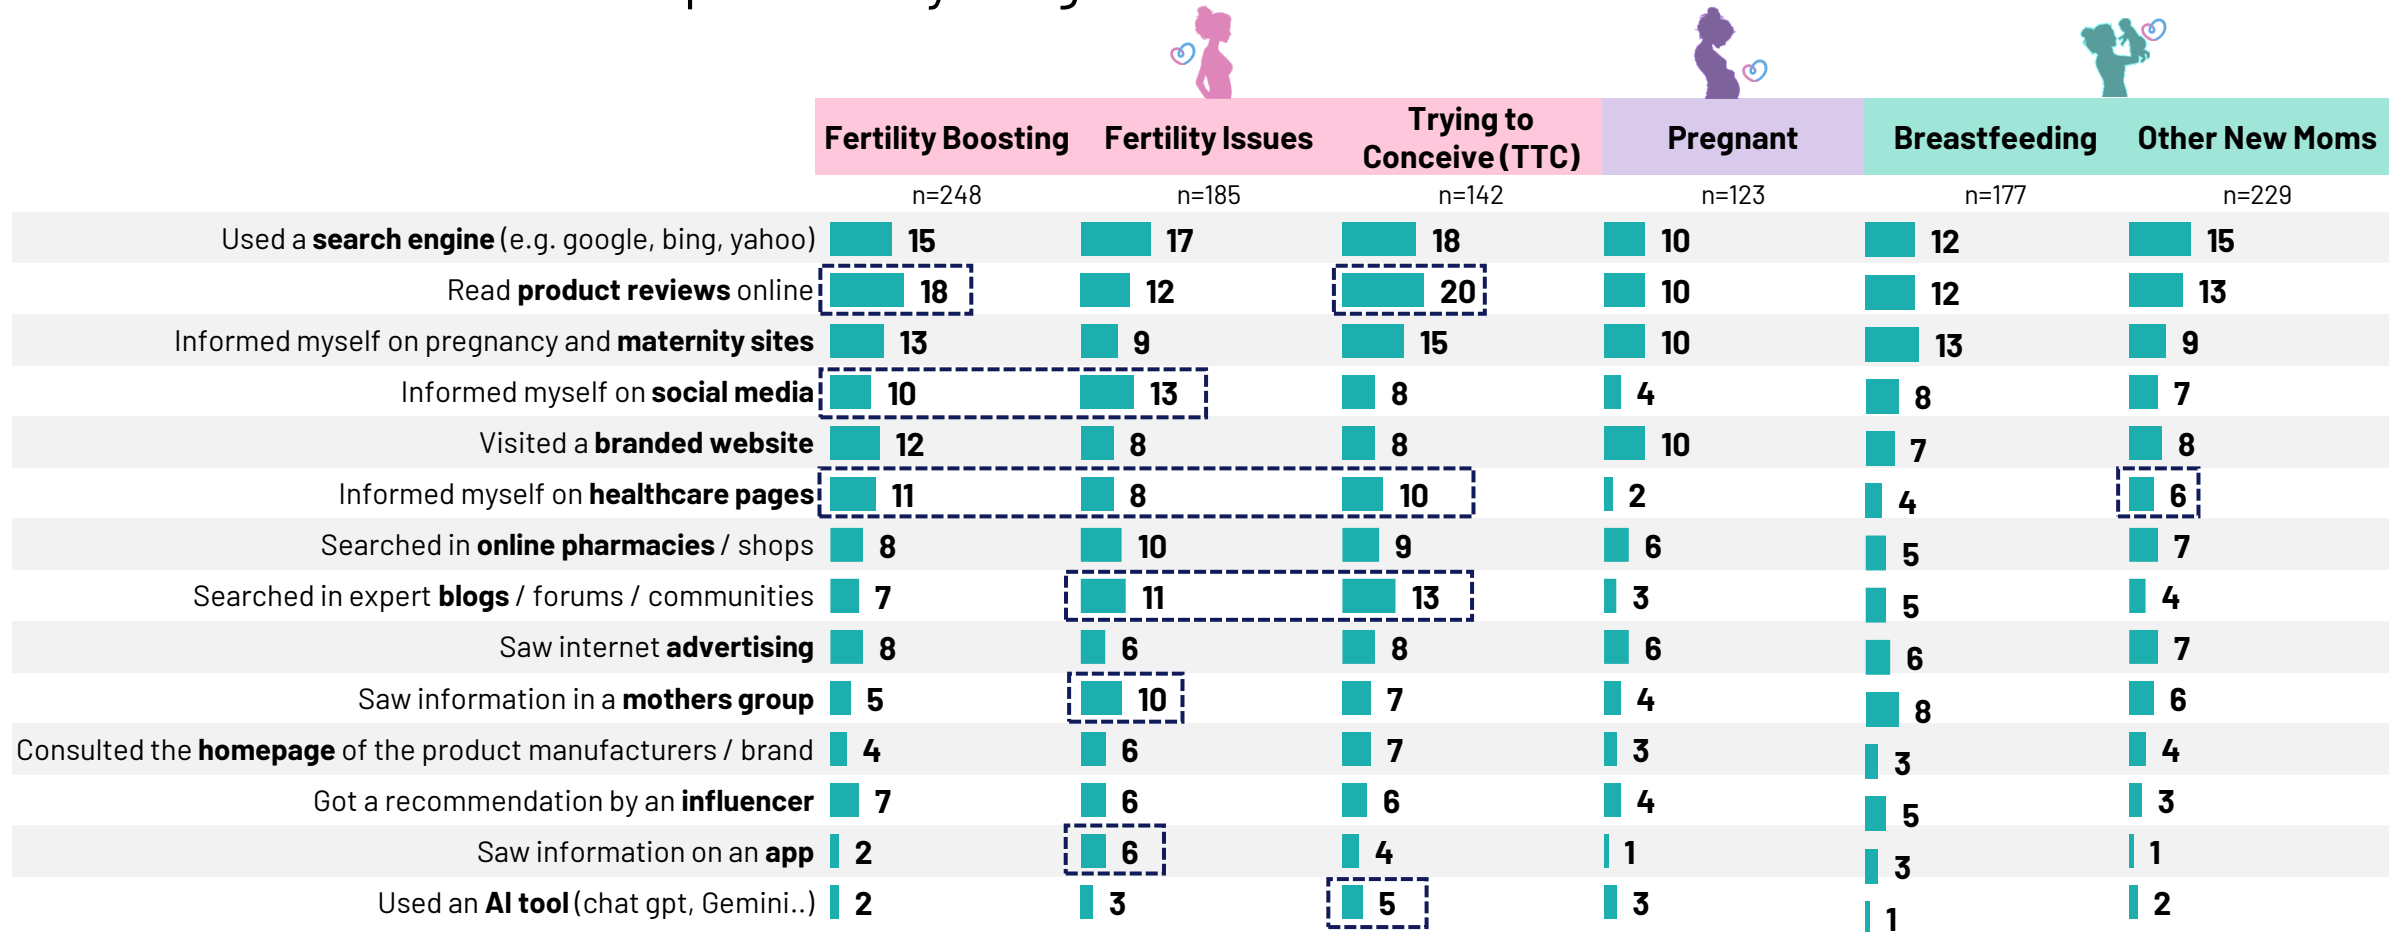 Fertility Boosting Fertility Issues Trying to Conceive (TTC) Pregnant Breastfeeding Other New Moms
n=248 n=185 n=142 n=123 n=177 n=229
Used a search engine (e.g. google, bing, yahoo) 15 17 18 10 12 15
Read product reviews online 18 12 20 10 12 13
Informed myself on pregnancy and maternity sites 13 9 15 10 13 9
Informed myself on social media 10 13 8 4 8 7
Visited a branded website 12 8 8 10 7 8
Informed myself on healthcare pages 11 8 10 2 4 6
Searched in online pharmacies / shops 8 10 9 6 5 7
Searched in expert blogs / forums / communities 7 11 13 3 5 4
Saw internet advertising 8 6 8 6 6 7
Saw information in a mothers group 5 10 7 4 8 6
Consulted the homepage of the product manufacturers / brand 4 6 7 3 3 4
Got a recommendation by an influencer 7 6 6 4 5 3
Saw information on an app 2 6 4 1 3 1
Used an AI tool (chat gpt, Gemini..) 2 3 5 3 1 2